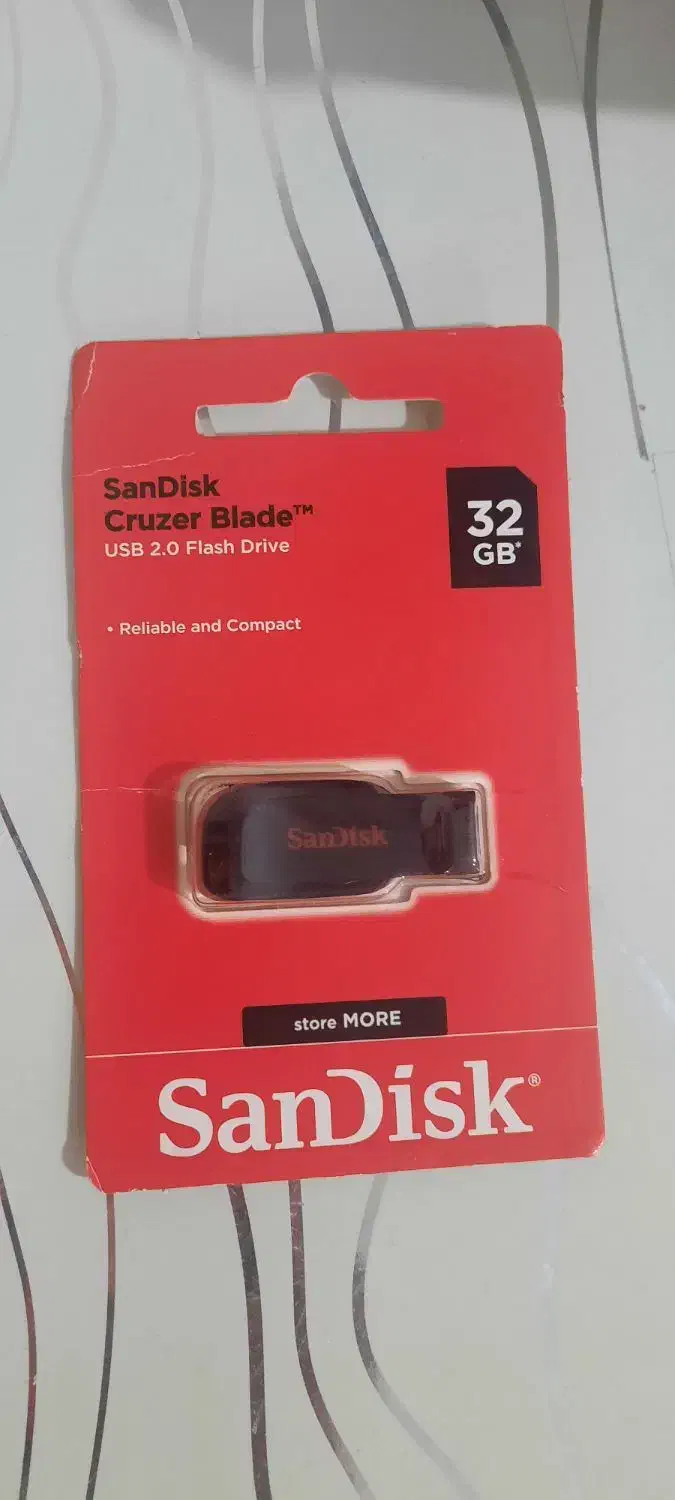 SanDisk
Cruzer Blade™
USB 2.0 Flash Drive
32
GB*
• Reliable and Compact
SanDisk
store MORE
SanDisk®